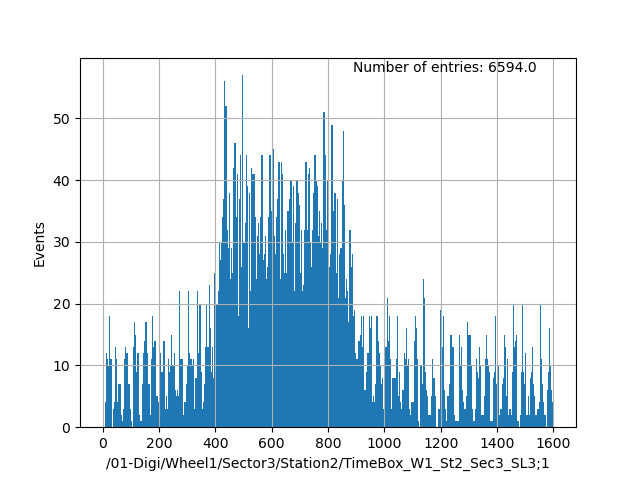 Number of entries: 6594.0
50
40
30
20
10
0
Events
0 200 400 600 800 1000 1200 1400 1600
/01-Digi/Wheel1/Sector3/Station2/TimeBox_W1_St2_Sec3_SL3;1